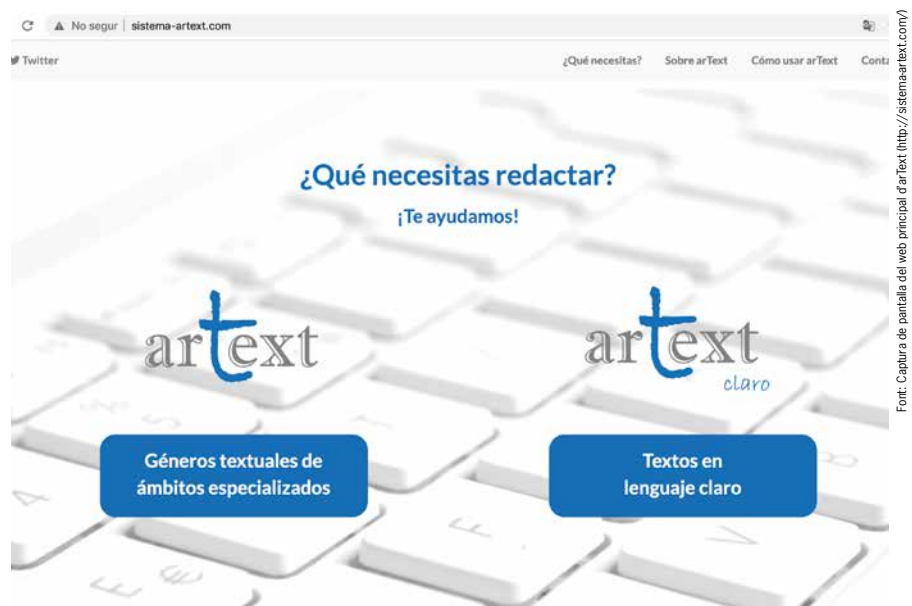 No segur | sistema-artext.com
Twitter
¿Qué necesitas?
Sobre arText
Cómo usar arText
¿Qué necesitas redactar?
¡Te ayudamos!
artext
artext
claro
Géneros textuales de
ámbitos especializados
Textos en
lenguaje claro
Font: Captura de pantalla del web principal d'arText (http://sistema-artext.com/)